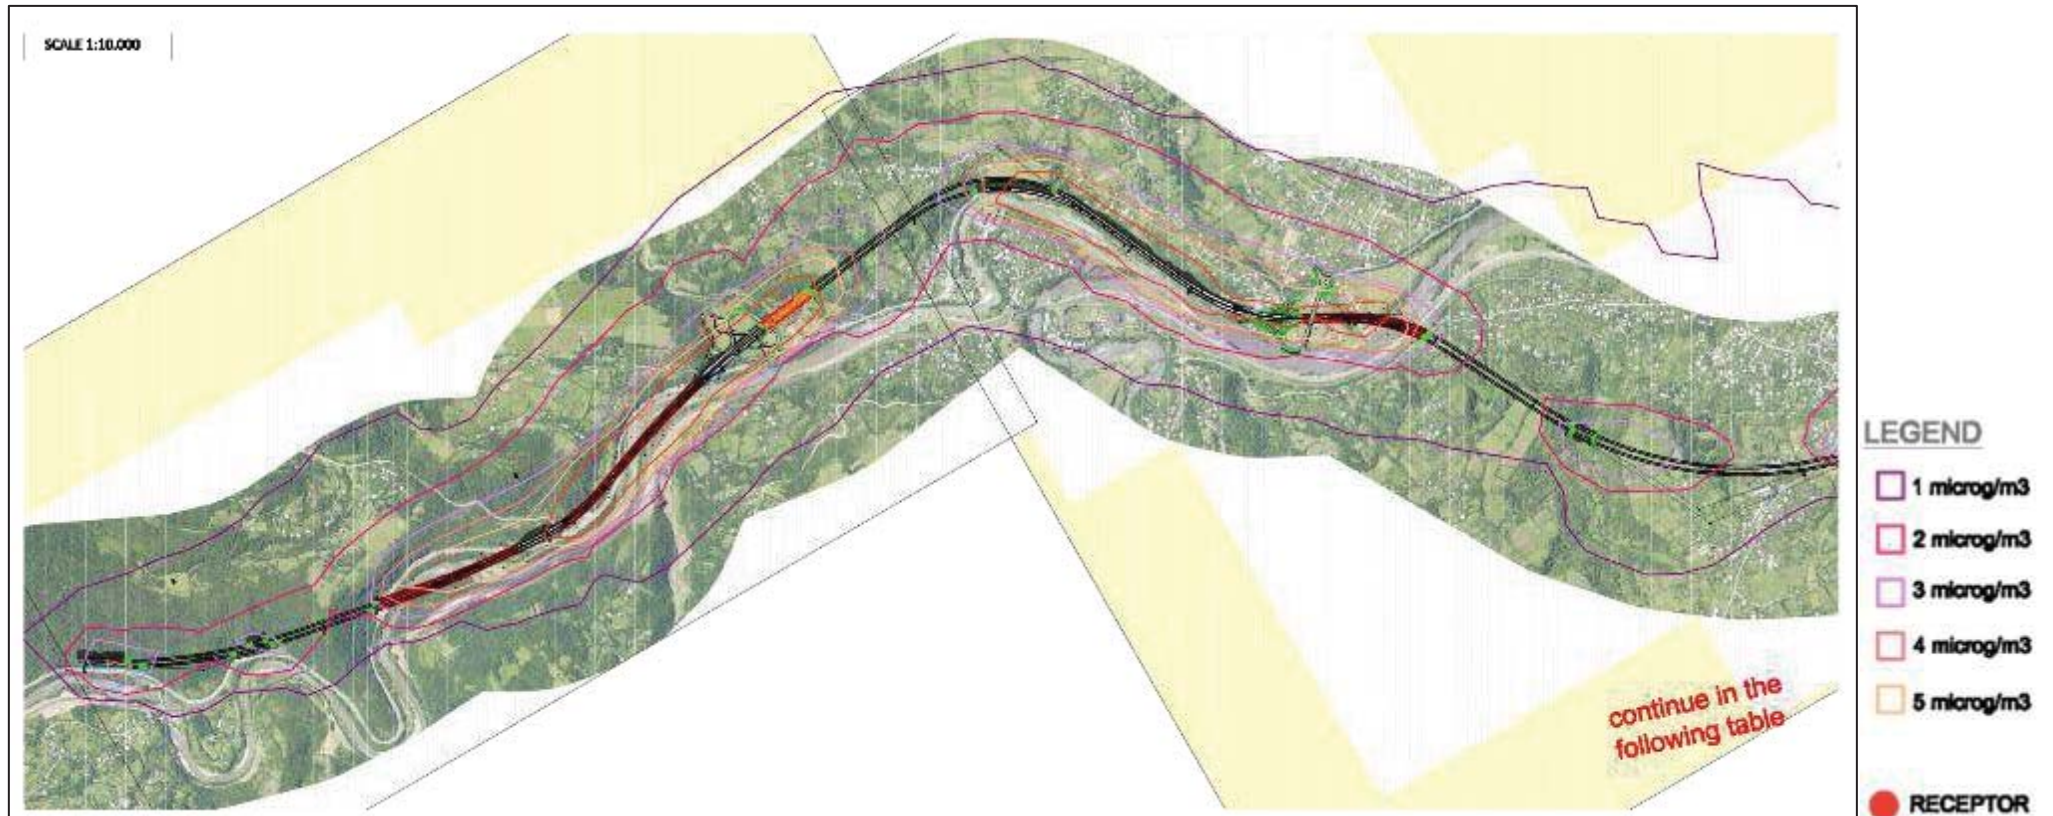 SCALE 1:10.000
LEGEND
1 microg/m3
2 microg/m3
3 microg/m3
4 microg/m3
5 microg/m3
RECEPTOR
continue in the
following table